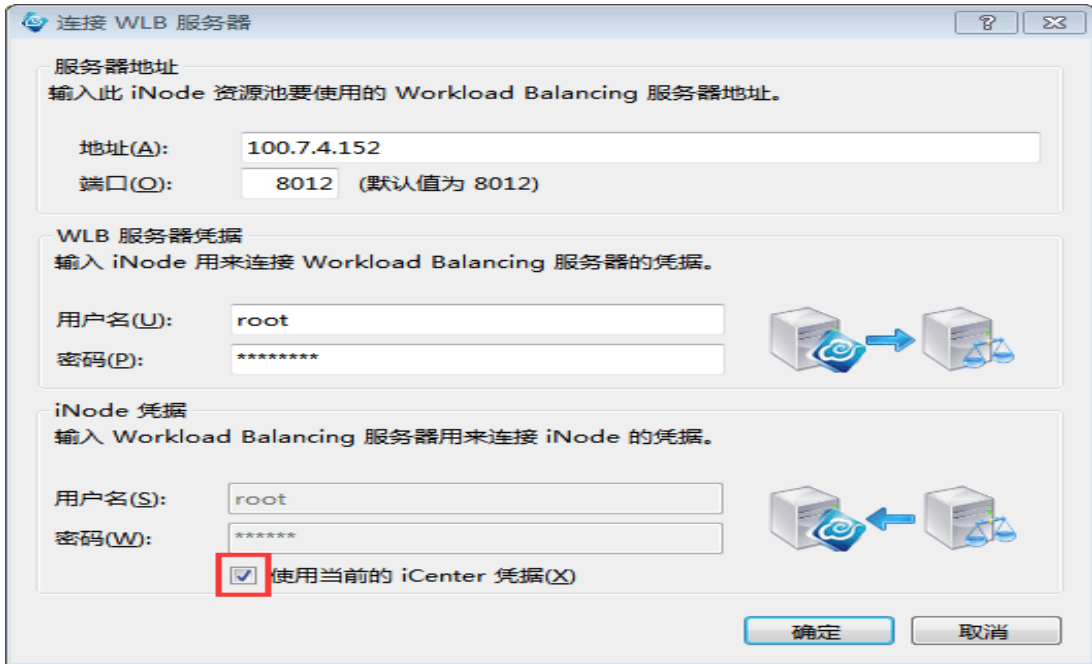 连接 WLB 服务器
服务器地址
输入此 iNode 资源池要使用的 Workload Balancing 服务器地址。
地址(A): 100.7.4.152
端口(O): 8012 (默认值为 8012)
WLB 服务器凭据
输入 iNode 用来连接 Workload Balancing 服务器的凭据。
用户名(U): root
密码(P): ********
iNode 凭据
输入 Workload Balancing 服务器用来连接 iNode 的凭据。
用户名(S): root
密码(W): ******
使用当前的 iCenter 凭据(X)
确定 取消